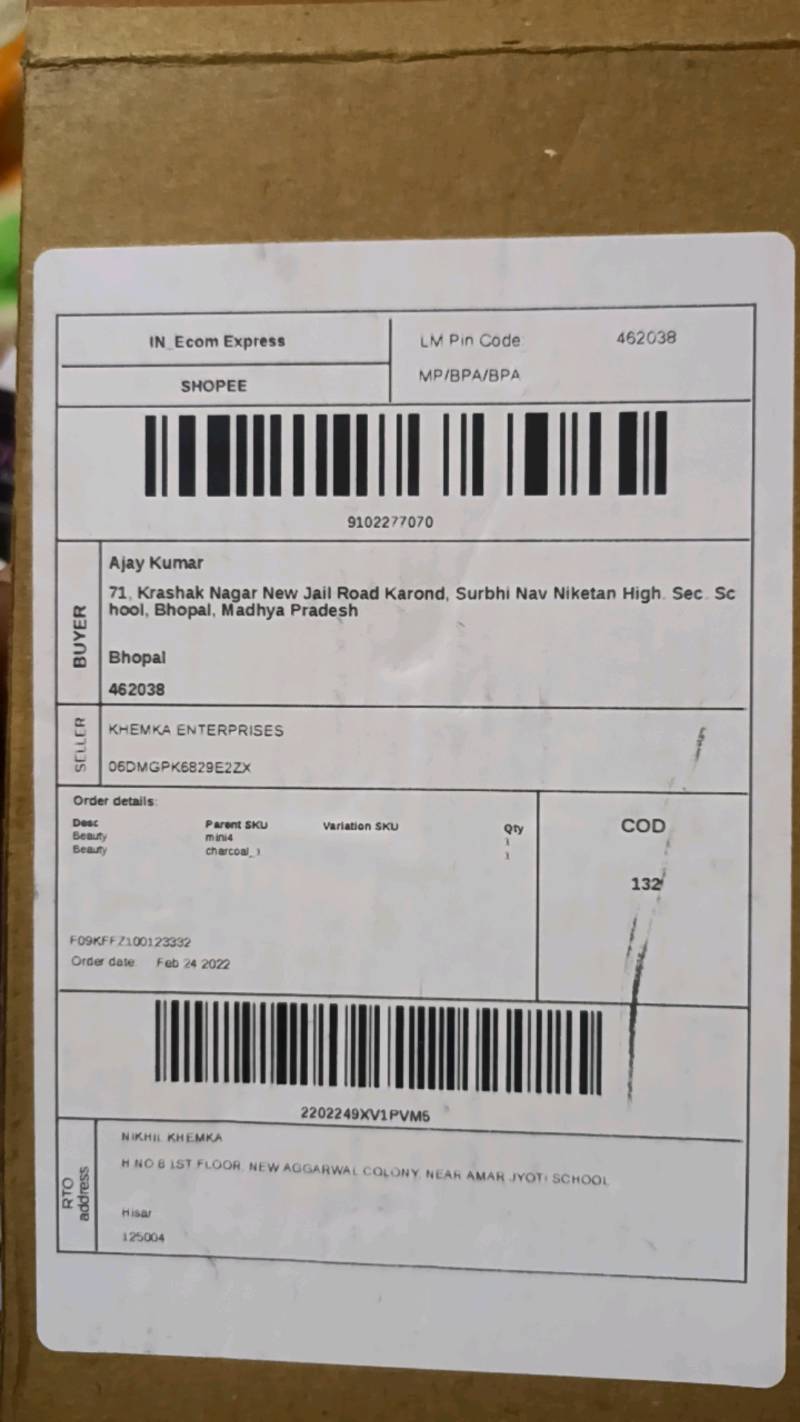 IN_Ecom Express
SHOPEE
LM Pin Code 462038
MP/BPA/BPA
9102277070
BUYER
Ajay Kumar
71, Krashak Nagar New Jail Road Karond, Surbhi Nav Niketan High. Sec. Sc
hool, Bhopal, Madhya Pradesh
Bhopal
462038
SELLER
KHEMKA ENTERPRISES
06DMGPK6829E2ZX
Order details:
Desc Parent SKU Variation SKU Qty
Beauty mini4 1
Beauty charcoal_1 1
COD
132
F09KFFZ100123332
Order date: Feb 24 2022
2202249XV1PVM5
RTO
address
NIKHIL KHEMKA
H NO 8 1ST FLOOR, NEW AGGARWAL COLONY, NEAR AMAR JYOTI SCHOOL
Hisar
125004